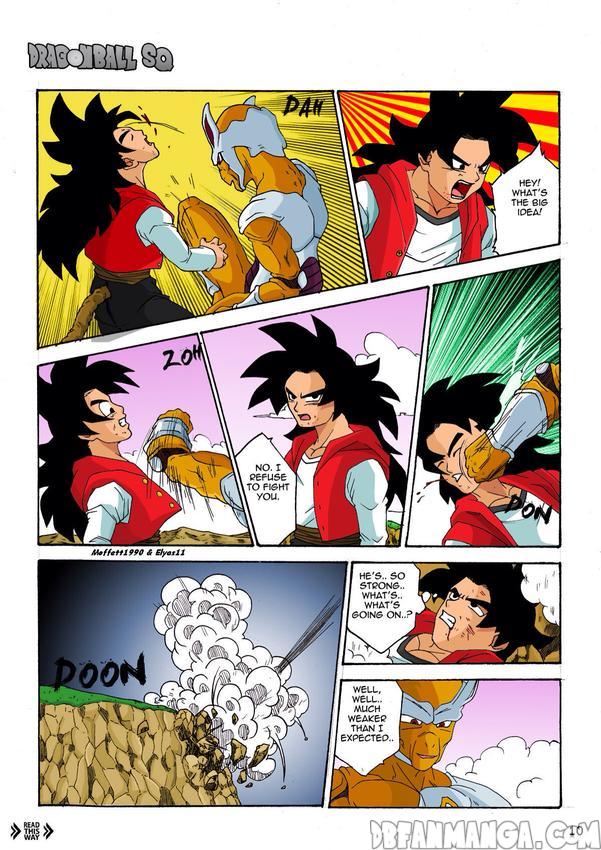 DRAGONBALL SQ
DAH
HEY!
WHAT'S
THE BIG
IDEA!
ZOH
NO. I
REFUSE
TO FIGHT
YOU.
DON
Moffett1990 & Elyas11
DOON
HE'S.. SO
STRONG..
WHAT'S..
WHAT'S
GOING ON..?
WELL,
WELL..
MUCH
WEAKER
THAN I
EXPECTED..
READ
THIS
WAY
10
DBFANMANGA.COM